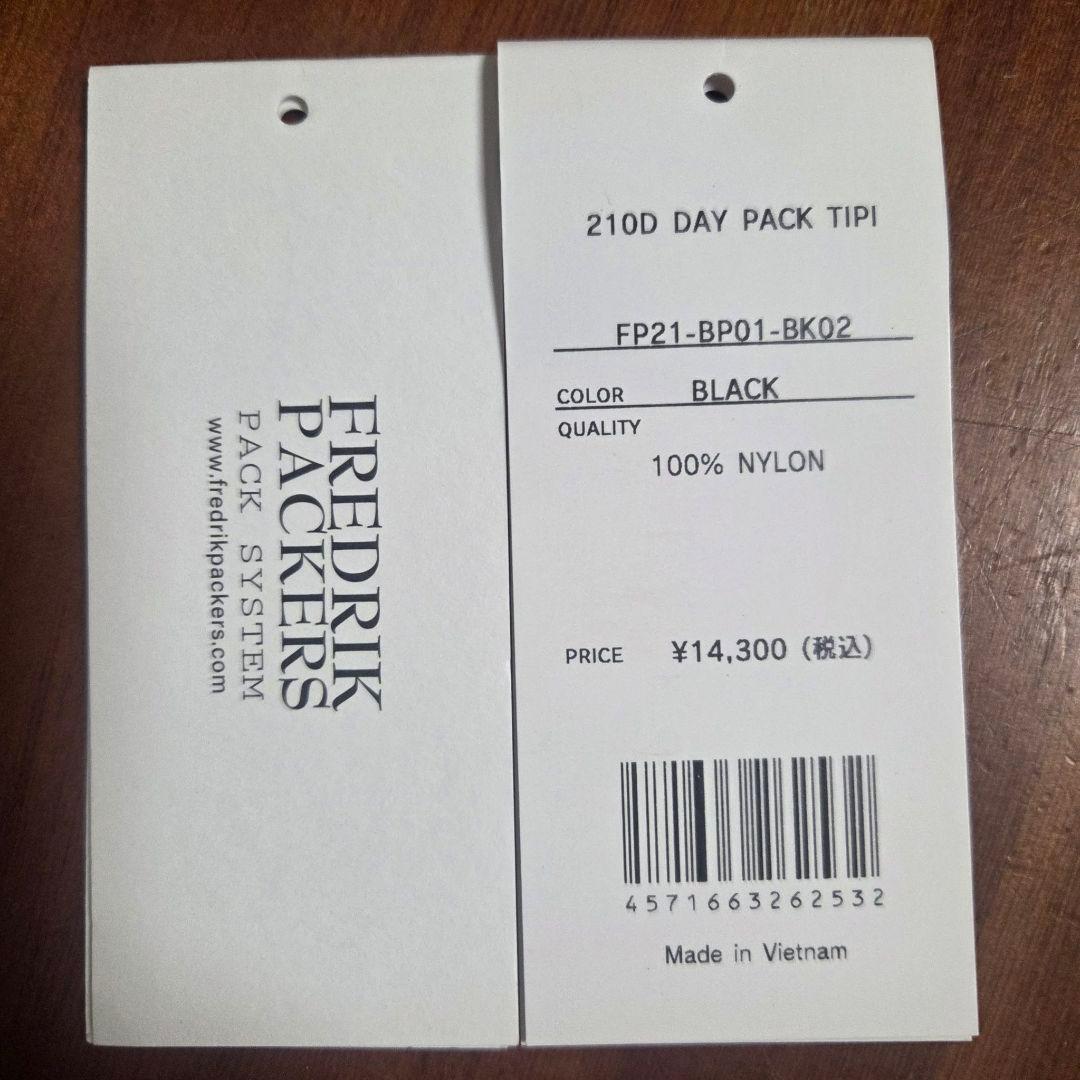 FREDRIK
PACKERS
PACK SYSTEM
www.fredrikpackers.com
210D DAY PACK TIPI
FP21-BP01-BK02
COLOR BLACK
QUALITY
100% NYLON
PRICE ¥14,300 (税込)
4571663262532
Made in Vietnam